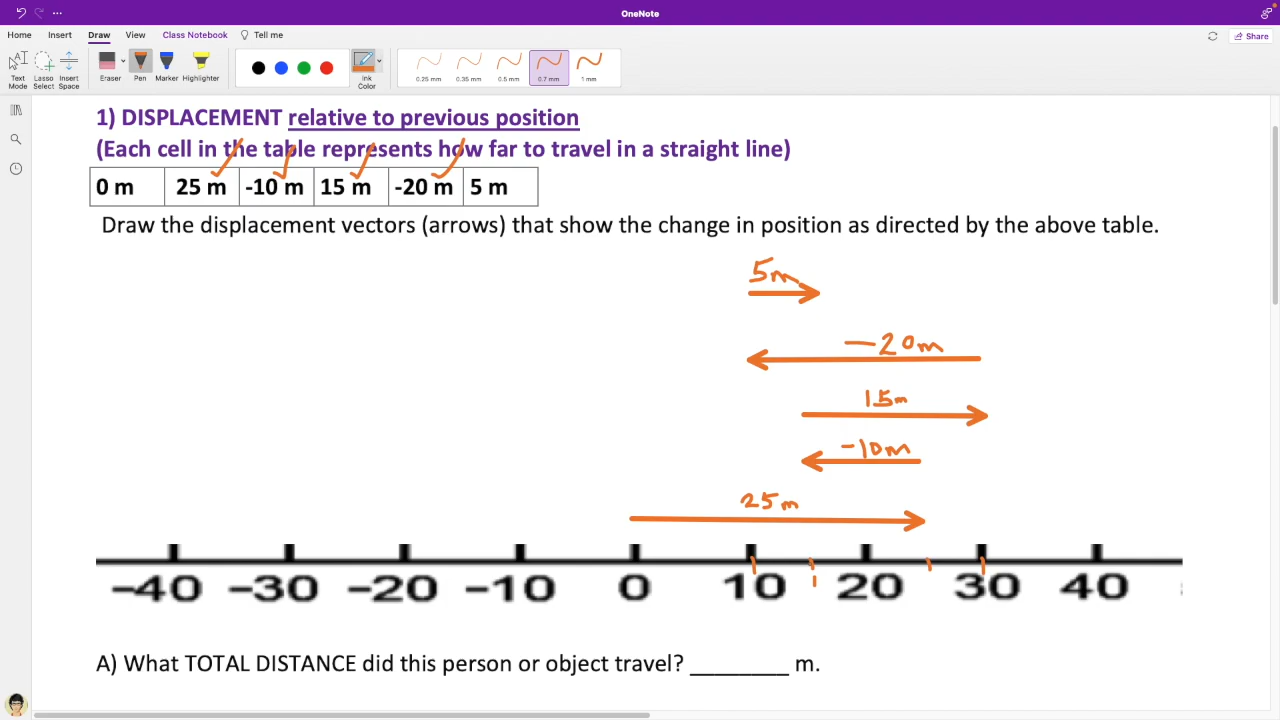 OneNote
Home Insert Draw View Class Notebook Tell me
Share
Text Mode
Lasso Select
Insert Space
Eraser
Pen
Marker
Highlighter
Ink Color
0.25 mm
0.35 mm
0.5 mm
0.7 mm
1 mm
1) DISPLACEMENT relative to previous position
(Each cell in the table represents how far to travel in a straight line)
0 m 25 m -10 m 15 m -20 m 5 m
Draw the displacement vectors (arrows) that show the change in position as directed by the above table.
5m
-20m
15m
-10m
25m
-40 -30 -20 -10 0 10 20 30 40
A) What TOTAL DISTANCE did this person or object travel? ________ m.